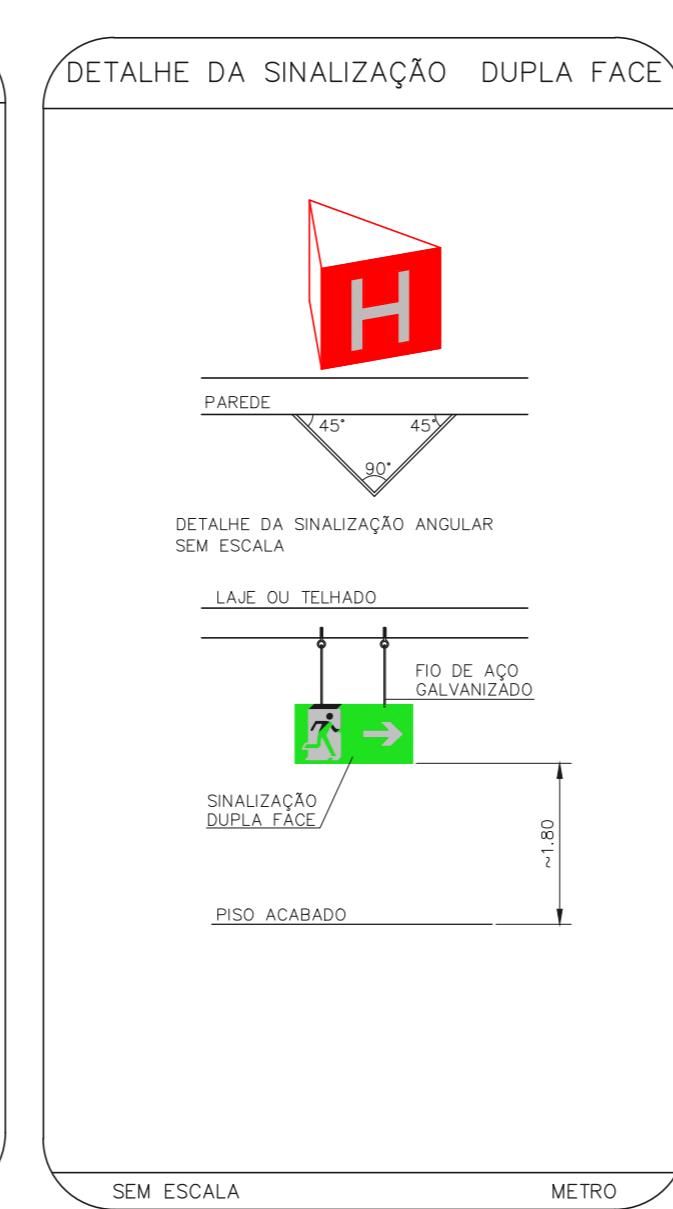 DETALHE DA SINALIZAÇÃO DUPLA FACE
H
PAREDE
45°
45°
90°
DETALHE DA SINALIZAÇÃO ANGULAR
SEM ESCALA
LAJE OU TELHADO
FIO DE AÇO
GALVANIZADO
SINALIZAÇÃO
DUPLA FACE
~1.80
PISO ACABADO
SEM ESCALA
METRO